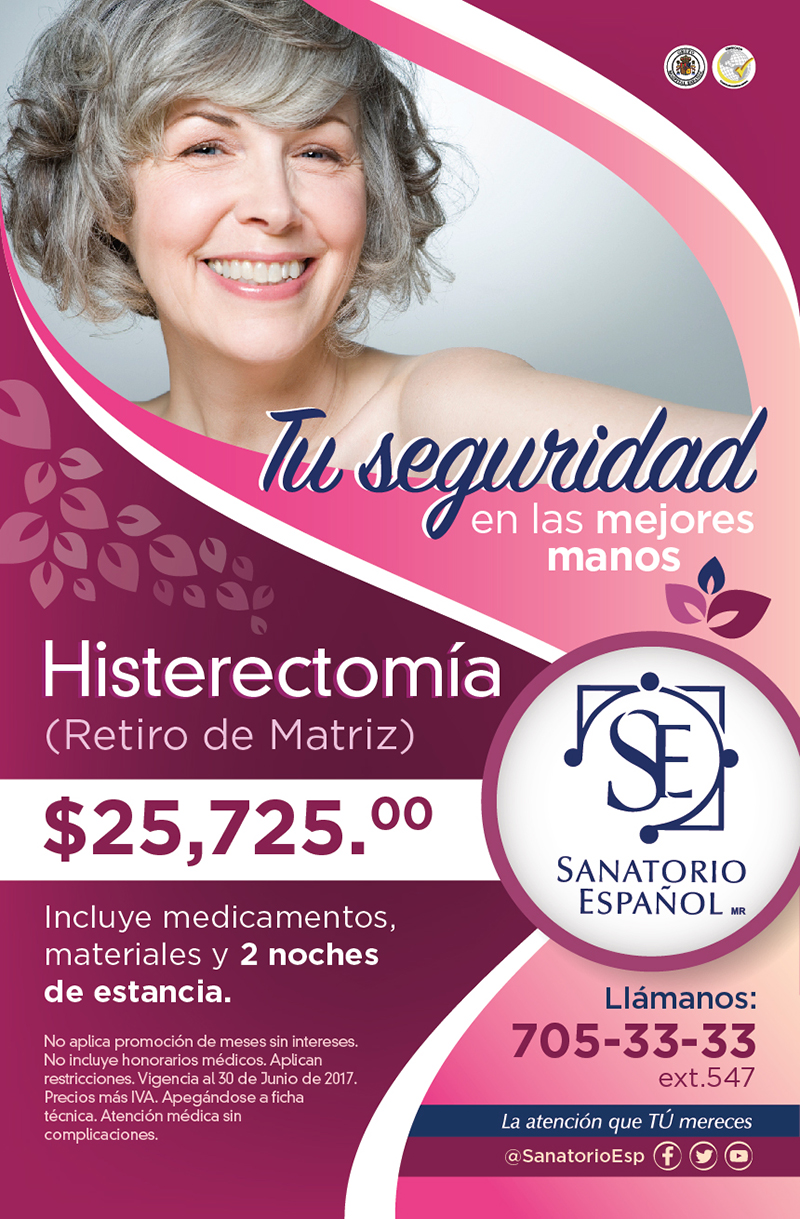 Tu seguridad
en las mejores
manos
Histerectomía
(Retiro de Matriz)
$25,725.00
SE
SANATORIO
ESPAÑOL MR
Incluye medicamentos,
materiales y 2 noches
de estancia.
Llámanos:
705-33-33
ext.547
No aplica promoción de meses sin intereses.
No incluye honorarios médicos. Aplican
restricciones. Vigencia al 30 de Junio de 2017.
Precios más IVA. Apegándose a ficha
técnica. Atención médica sin
complicaciones.
La atención que TÚ mereces
@SanatorioEsp